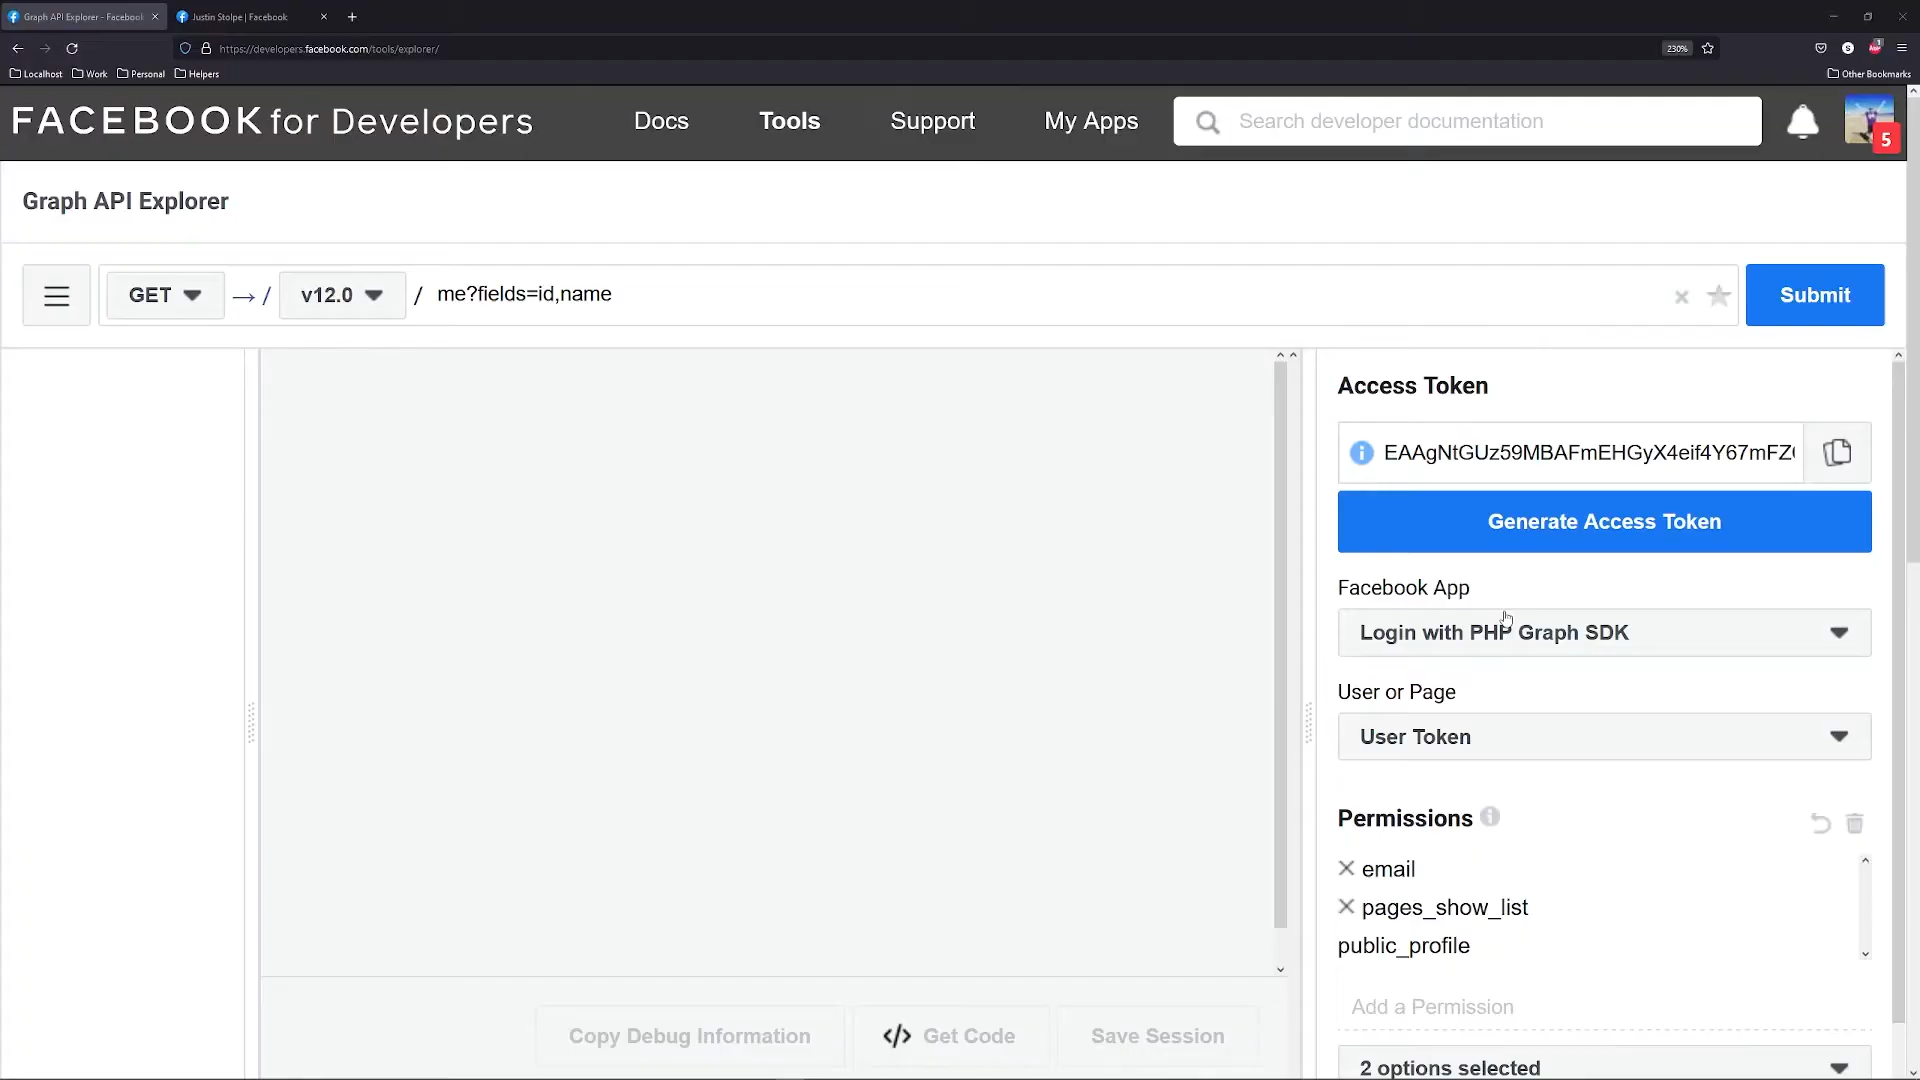 Graph API Explorer - Facebook
Justin Stolpe | Facebook
https://developers.facebook.com/tools/explorer/
230%
Localhost
Work
Personal
Helpers
Other Bookmarks
FACEBOOK for Developers
Docs
Tools
Support
My Apps
Search developer documentation
5
Graph API Explorer
GET
→ /
v12.0
/
me?fields=id,name
Submit
Access Token
EAAgNtGUz59MBAFmEHGyX4eif4Y67mFZ
Generate Access Token
Facebook App
Login with PHP Graph SDK
User or Page
User Token
Permissions
email
pages_show_list
public_profile
Add a Permission
2 options selected
Copy Debug Information
</> Get Code
Save Session